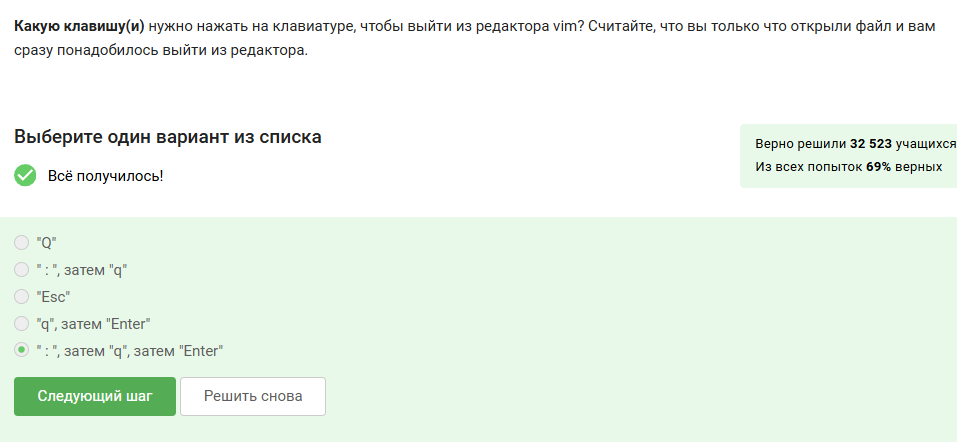 Какую клавишу(и) нужно нажать на клавиатуре, чтобы выйти из редактора vim? Считайте, что вы только что открыли файл и вам
сразу понадобилось выйти из редактора.
Выберите один вариант из списка
Верно решили 32 523 учащихся
Из всех попыток 69% верных
Всё получилось!
"Q"
" : ", затем "q"
"Esc"
"q", затем "Enter"
" : ", затем "q", затем "Enter"
Следующий шаг
Решить снова